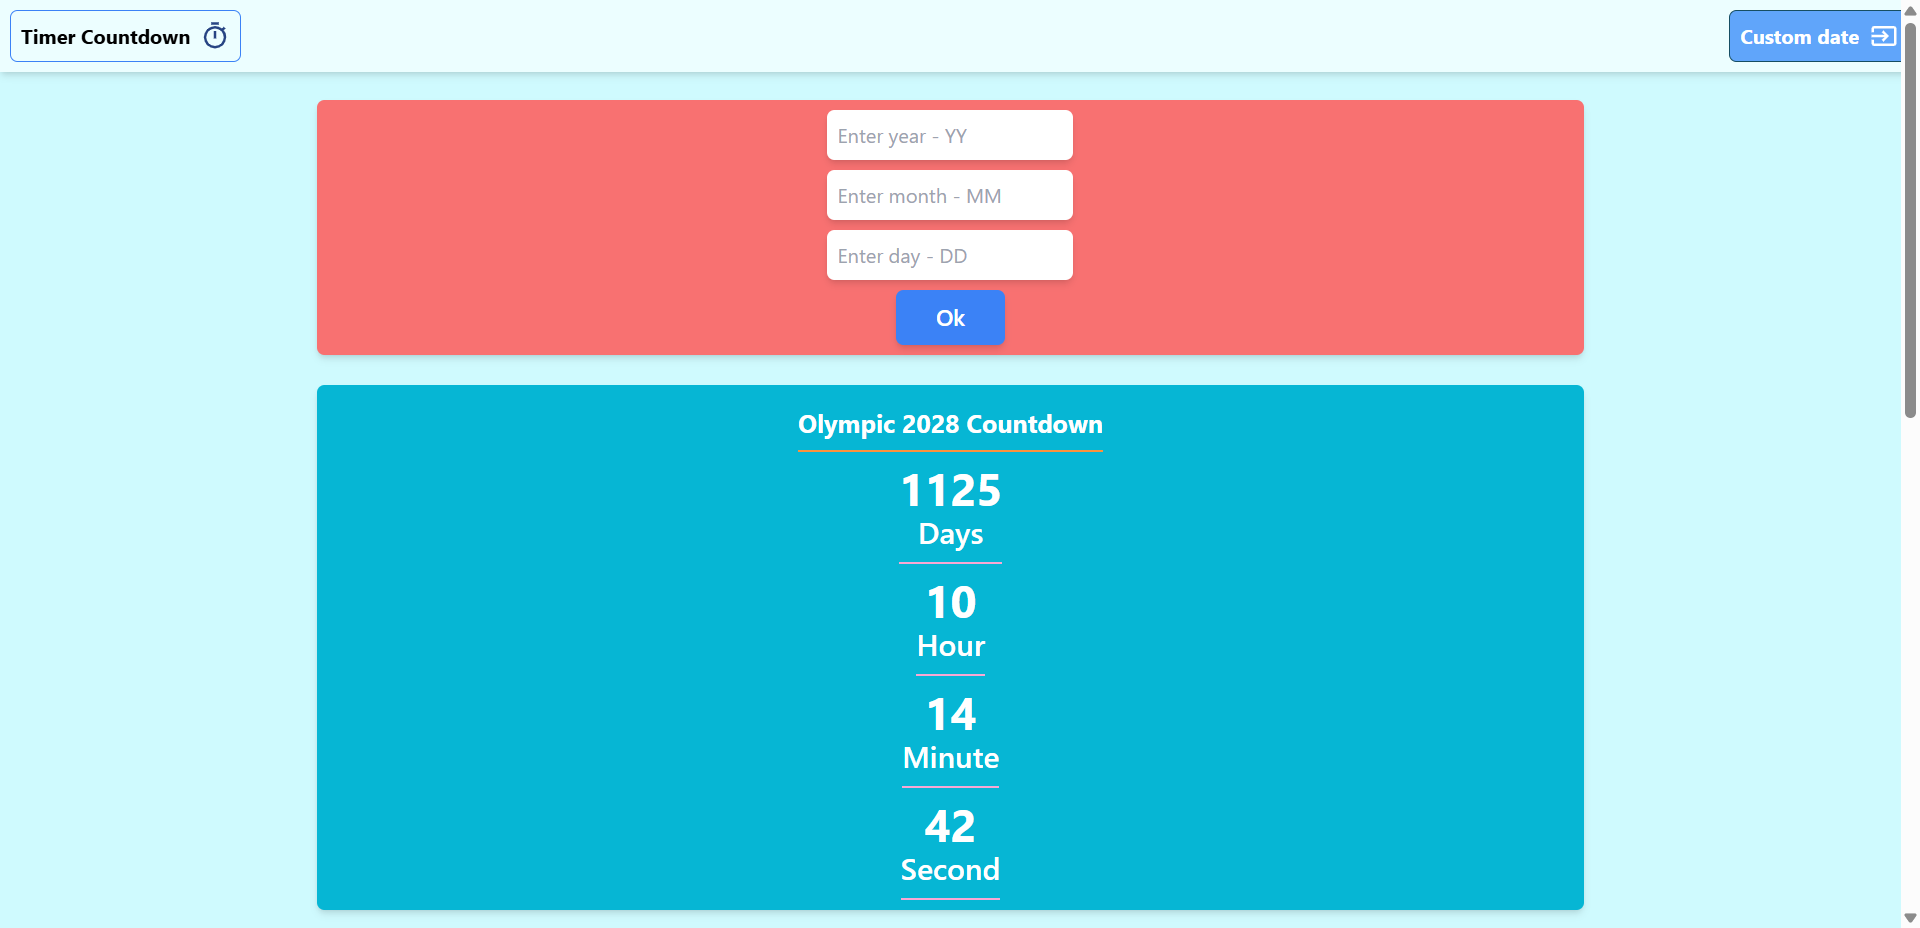 Timer Countdown
Custom date
Enter year - YY
Enter month - MM
Enter day - DD
Ok
Olympic 2028 Countdown
1125
Days
10
Hour
14
Minute
42
Second